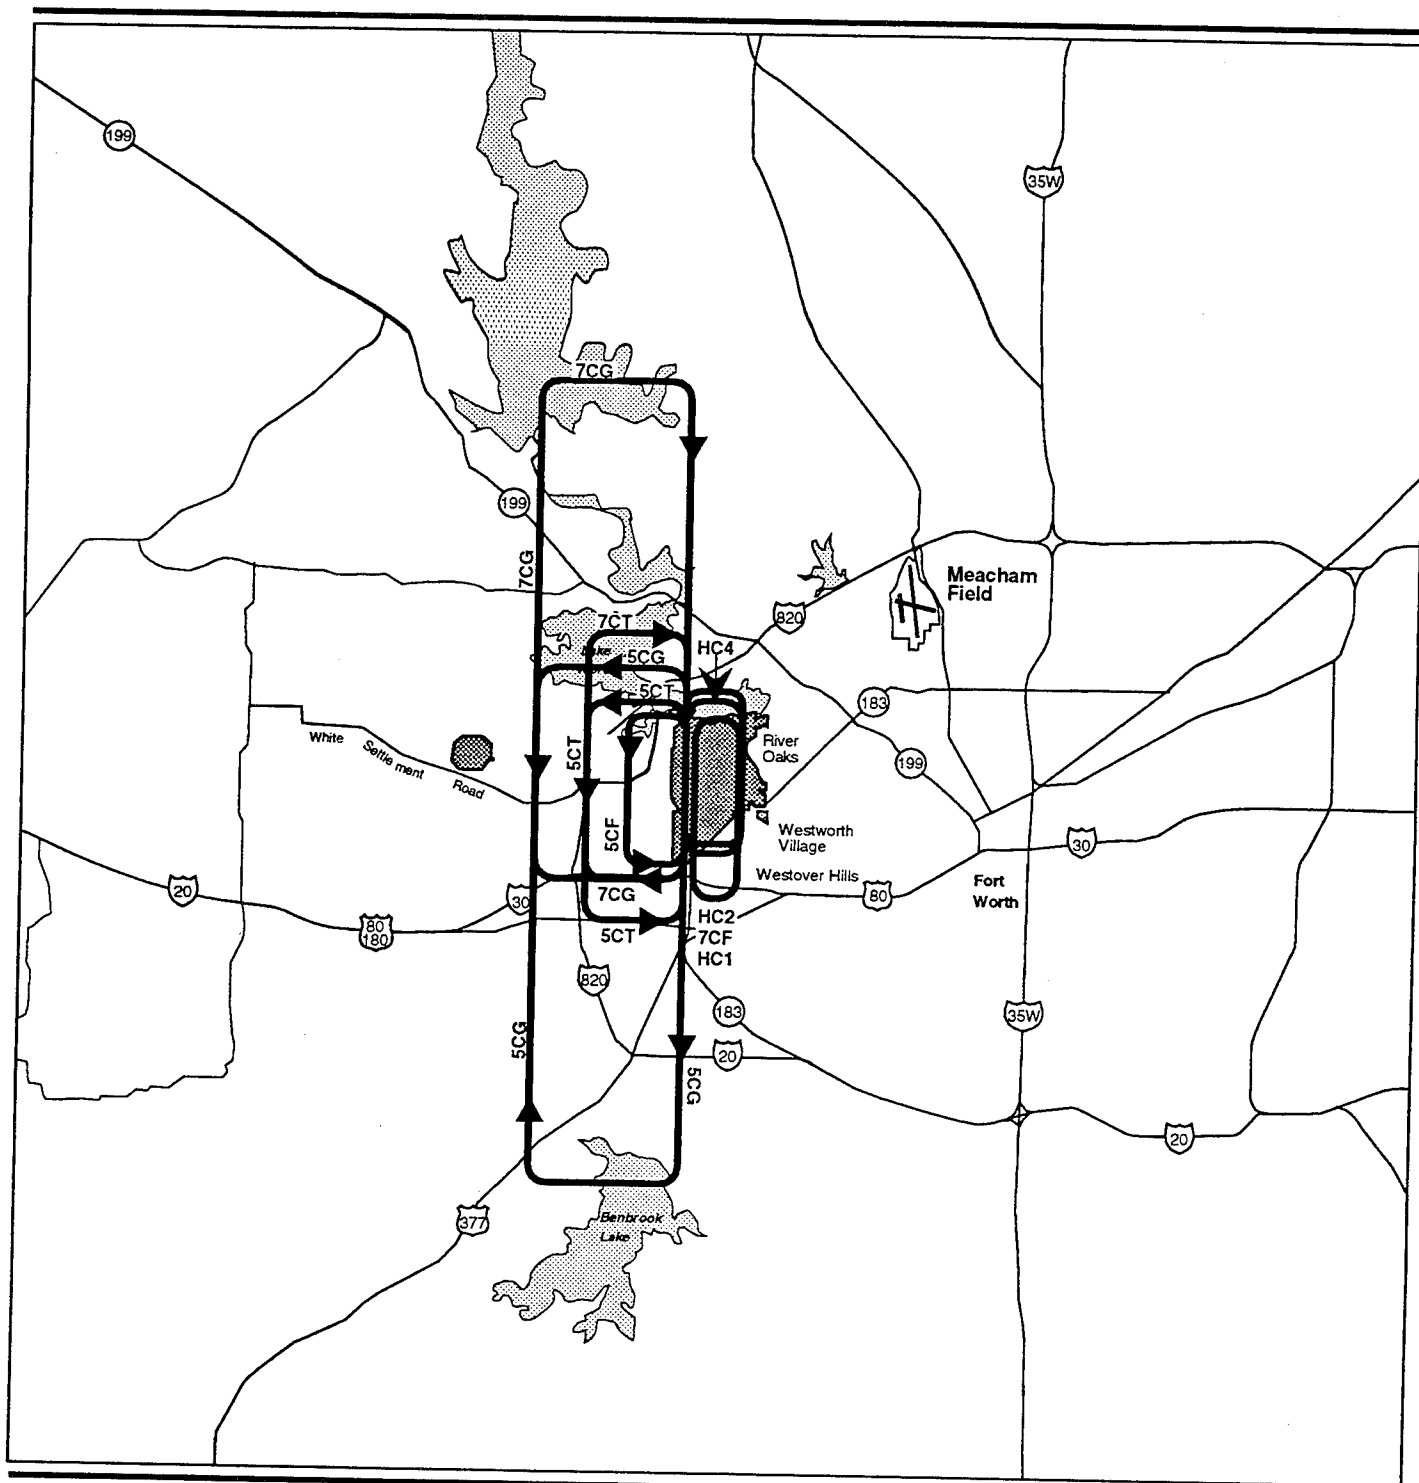 199
35W
7CG
199
7CG
Meacham
Field
820
7CT
HC4
Lake
5CG
5CT
183
White
Settlement
Road
5CT
River
Oaks
199
5CF
Westworth
Village
30
Westover Hills
20
30
7CG
80
Fort
Worth
80
180
5CT
HC2
7CF
HC1
820
183
35W
5CG
20
5CG
20
377
Benbrook
Lake